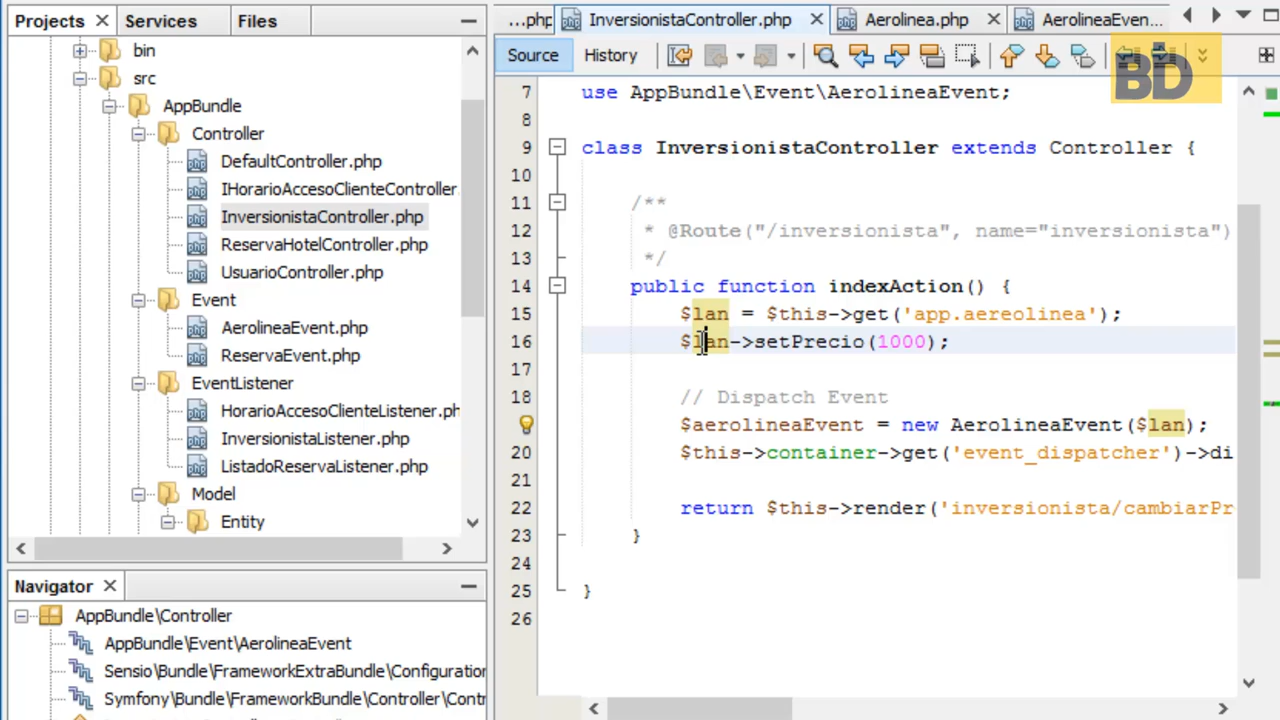 Projects
Services
Files
bin
src
AppBundle
Controller
DefaultController.php
IHorarioAccesoClienteController
InversionistaController.php
ReservaHotelController.php
UsuarioController.php
Event
AerolineaEvent.php
ReservaEvent.php
EventListener
HorarioAccesoClienteListener.ph
InversionistaListener.php
ListadoReservaListener.php
Model
Entity
Navigator
AppBundle\Controller
AppBundle\Event\AerolineaEvent
Sensio\Bundle\FrameworkExtraBundle\Configuration
Symfony\Bundle\FrameworkBundle\Controller\Contr
...php InversionistaController.php Aerolinea.php AerolineaEven...
Source History
BD
7 use AppBundle\Event\AerolineaEvent;
8
9 class InversionistaController extends Controller {
10
11 /**
12 * @Route("/inversionista", name="inversionista")
13 */
14 public function indexAction() {
15 $lan = $this->get('app.aereolinea');
16 $lan->setPrecio(1000);
17
18 // Dispatch Event
$aerolineaEvent = new AerolineaEvent($lan);
20 $this->container->get('event_dispatcher')->di
21
22 return $this->render('inversionista/cambiarPr
23 }
24
25 }
26